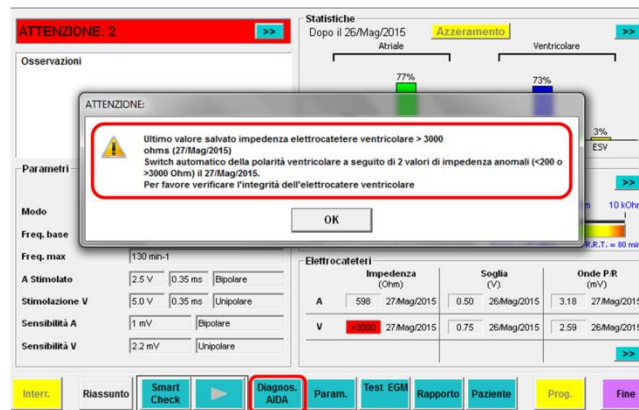 ATTENZIONE: 2
>>
Osservazioni
Statistiche
Dopo il 26/Mag/2015
Azzeramento
>>
Atriale
Ventricolare
77%
73%
3%
ESV
ATTENZIONE:
Ultimo valore salvato impedenza elettrocatetere ventricolare > 3000
ohms (27/Mag/2015)
Switch automatico della polarità ventricolare a seguito di 2 valori di impedenza anomali (<200 o
>3000 Ohm) il 27/Mag/2015.
Per favore verificare l'integrità dell'elettrocatere ventricolare
OK
Parametri
>>
10 kOhm
R.R.T. = 80 min
Modo
Freq. base
Freq. max 130 min-1
A Stimolato 2.5 V 0.35 ms Bipolare
Stimolazione V 5.0 V 0.35 ms Unipolare
Sensibilità A 1 mV Bipolare
Sensibilità V 2.2 mV Unipolare
Elettrocateteri
Impedenza Soglia Onde P/R
(Ohm) (V) (mV)
A 598 27/Mag/2015 0.50 26/Mag/2015 3.18 27/Mag/2015
V >3000 27/Mag/2015 0.75 26/Mag/2015 2.59 26/Mag/2015
>>
Interr.
Riassunto
Smart Check
Diagnos. AIDA
Param.
Test EGM
Rapporto
Paziente
Prog.
Fine